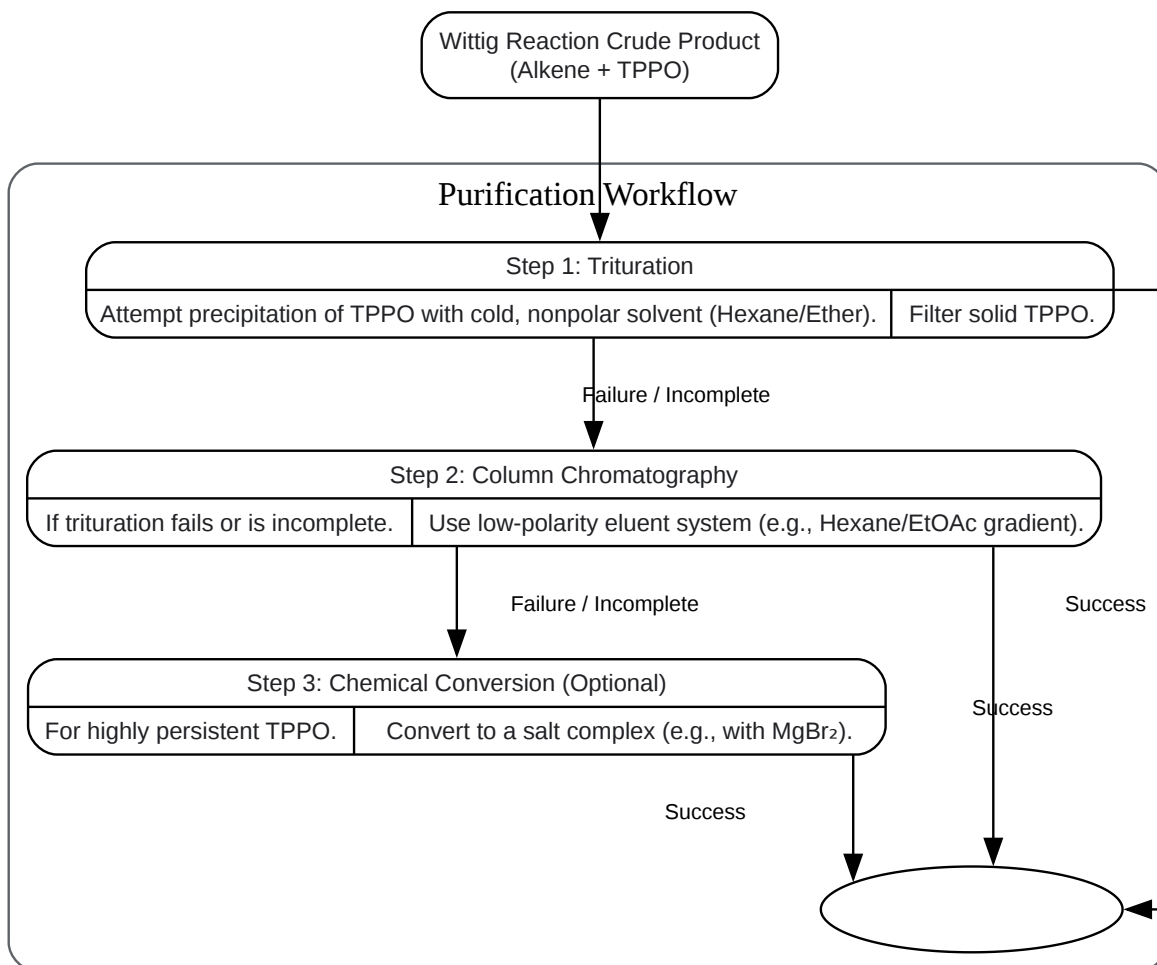 Wittig Reaction Crude Product
(Alkene + TPPO)
Purification Workflow
Step 1: Trituration
Attempt precipitation of TPPO with cold, nonpolar solvent (Hexane/Ether).
Filter solid TPPO.
Failure / Incomplete
Step 2: Column Chromatography
If trituration fails or is incomplete.
Use low-polarity eluent system (e.g., Hexane/EtOAc gradient).
Failure / Incomplete
Success
Step 3: Chemical Conversion (Optional)
For highly persistent TPPO.
Convert to a salt complex (e.g., with MgBr₂).
Success
Success